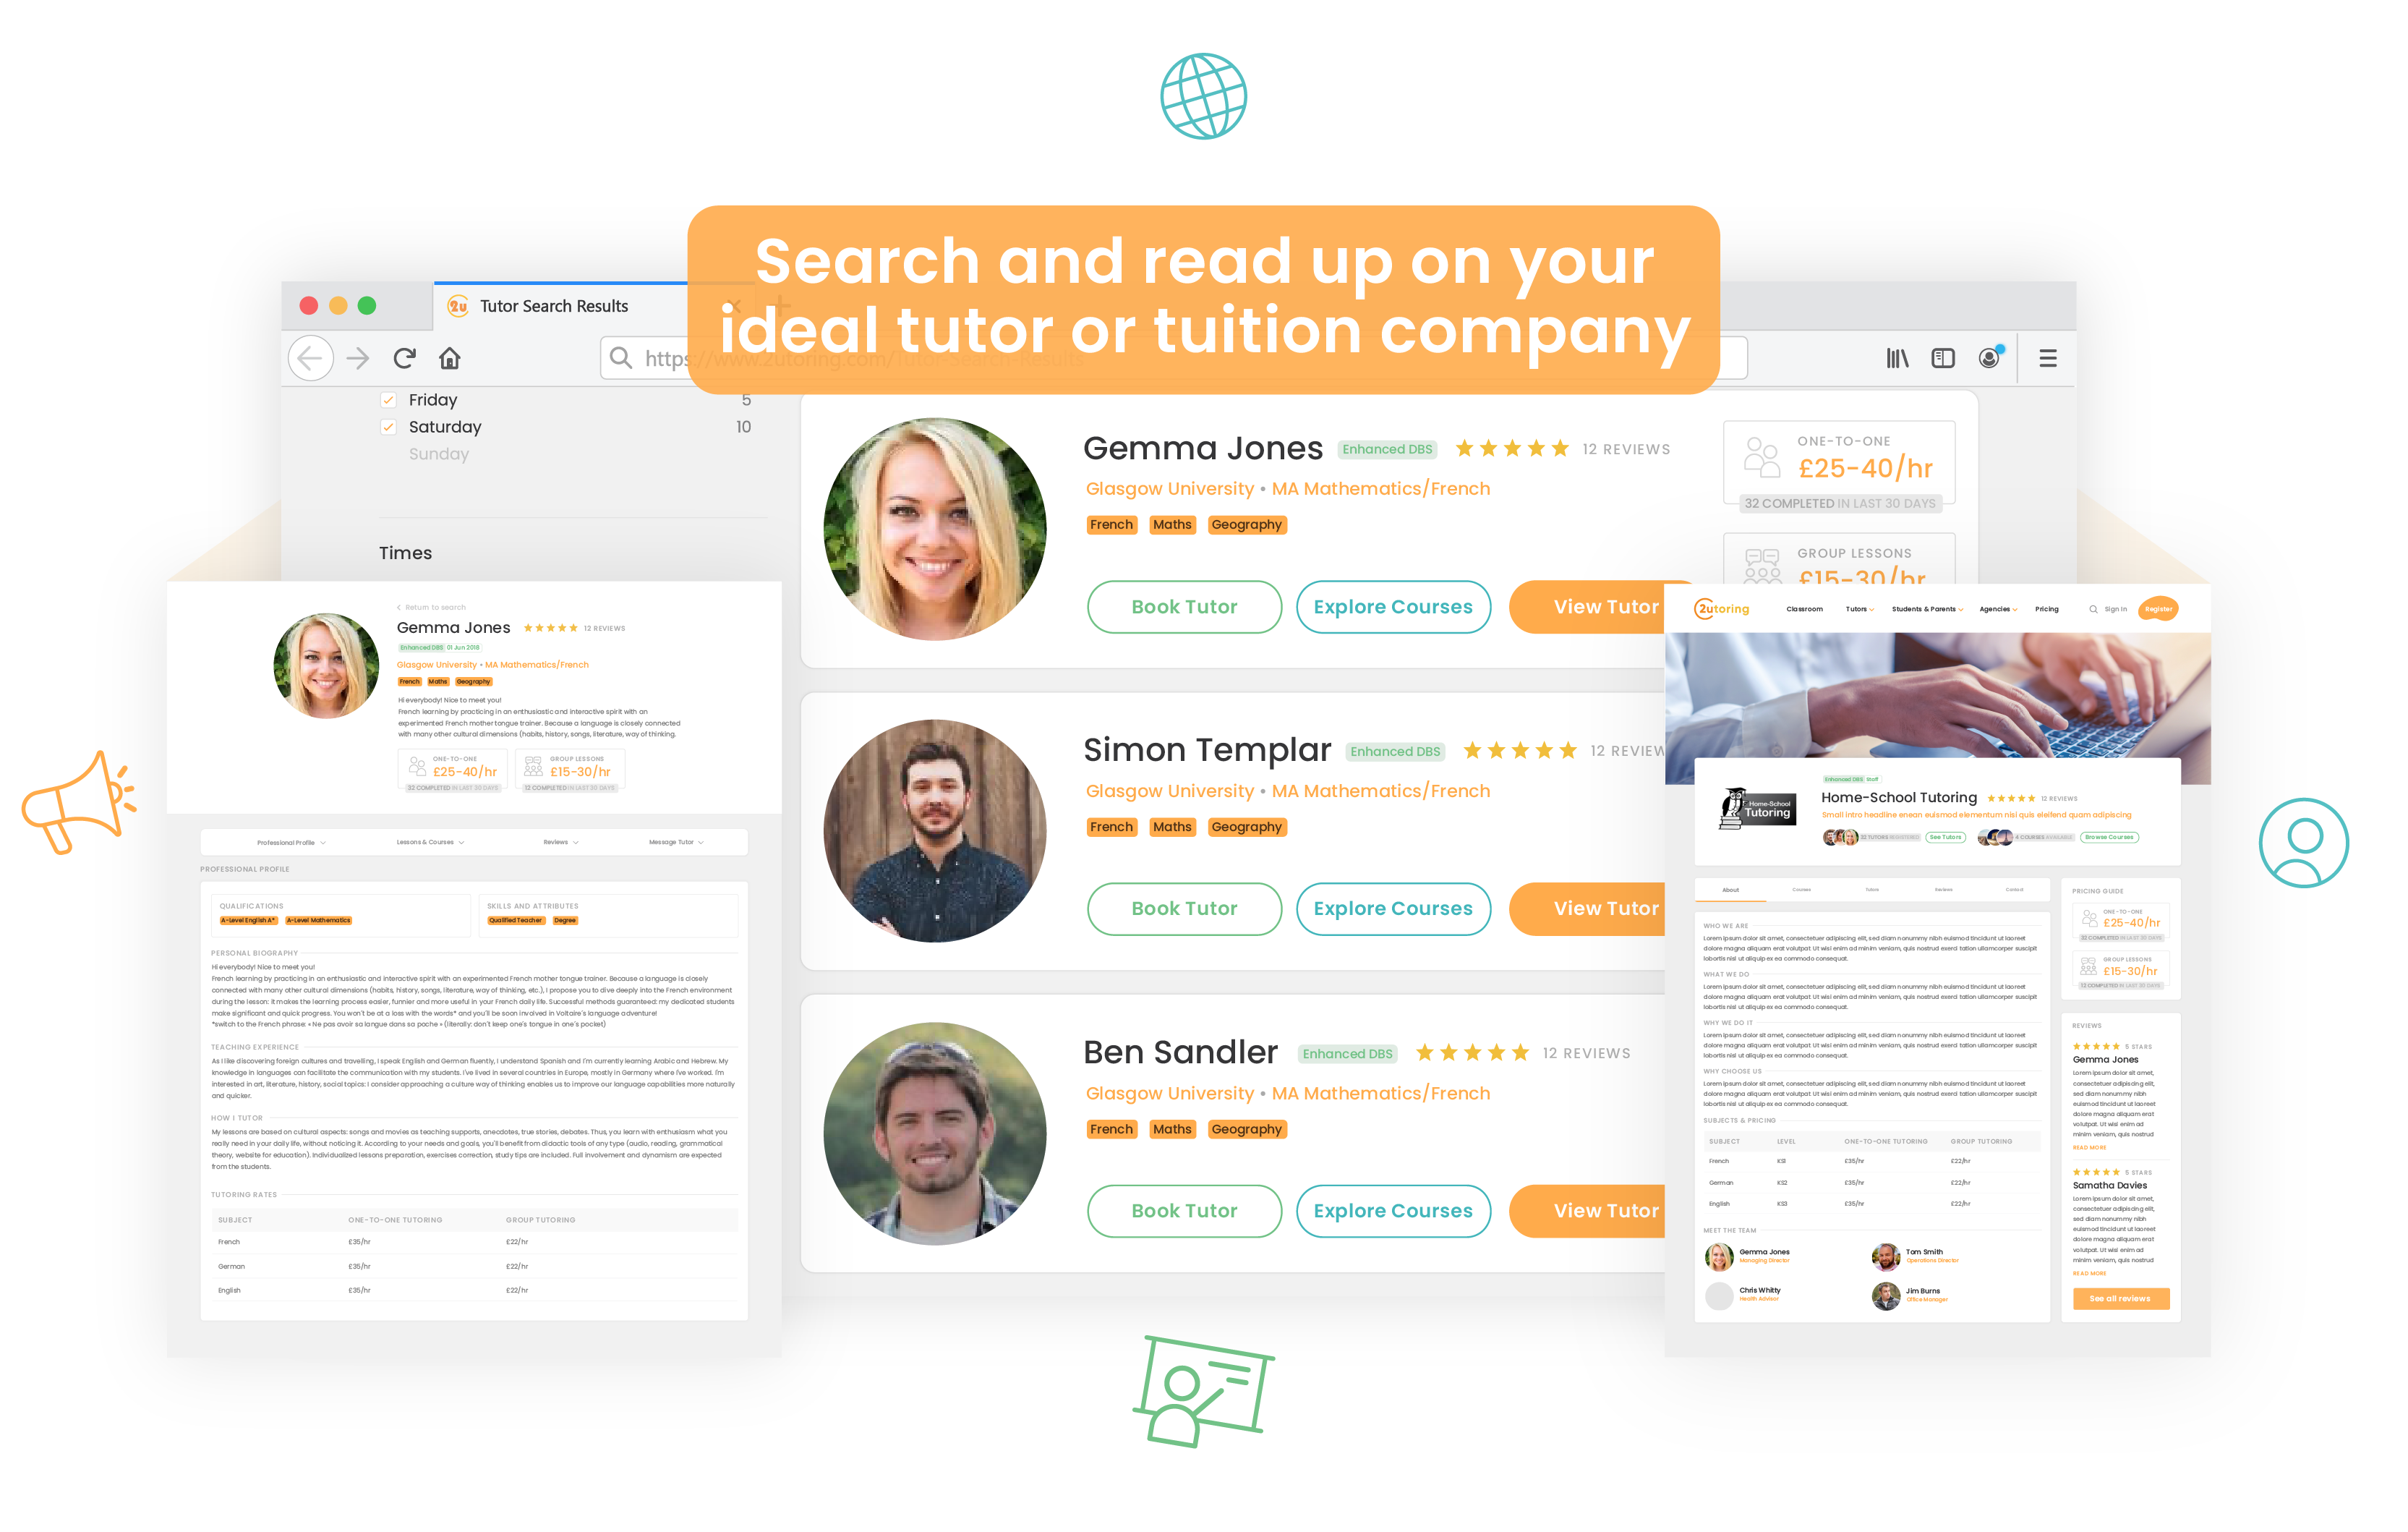 Search and read up on your
ideal tutor or tuition company
2u Tutor Search Results
https://www.2utoring.com/Tutor-Search-Results
Friday 5
Saturday 10
Sunday
Times
Gemma Jones Enhanced DBS 12 REVIEWS
Glasgow University • MA Mathematics/French
French Maths Geography
Book Tutor Explore Courses View Tutor
ONE-TO-ONE
£25-40/hr
32 COMPLETED IN LAST 30 DAYS
GROUP LESSONS
£15-30/hr
Simon Templar Enhanced DBS 12 REVIEW
Glasgow University • MA Mathematics/French
French Maths Geography
Book Tutor Explore Courses View Tutor
Ben Sandler Enhanced DBS 12 REVIEWS
Glasgow University • MA Mathematics/French
French Maths Geography
Book Tutor Explore Courses View Tutor
Return to search
Gemma Jones 12 REVIEWS
Enhanced DBS 01 Jun 2018
Glasgow University • MA Mathematics/French
French Maths Geography
Hi everybody! Nice to meet you!
French learning by practicing in an enthusiastic and interactive spirit with an
experimented French mother tongue trainer. Because a language is closely connected
with many other cultural dimensions (habits, history, songs, literature, way of thinking,
ONE-TO-ONE
£25-40/hr
32 COMPLETED IN LAST 30 DAYS
GROUP LESSONS
£15-30/hr
12 COMPLETED IN LAST 30 DAYS
Professional Profile Lessons & Courses Reviews Message Tutor
PROFESSIONAL PROFILE
QUALIFICATIONS
A-Level English A* A-Level Mathematics
SKILLS AND ATTRIBUTES
Qualified Teacher Degree
PERSONAL BIOGRAPHY
Hi everybody! Nice to meet you!
French learning by practicing in an enthusiastic and interactive spirit with an experimented French mother tongue trainer. Because a language is closely
connected with many other cultural dimensions (habits, history, songs, literature, way of thinking, etc.), I propose you to dive deeply into the French environment
during the lesson: it makes the learning process easier, funnier and more useful in your French daily life. Successful methods guaranteed: my dedicated students
make significant and quick progress. You won't be at a loss with the words* and you'll be soon involved in Voltaire's language adventure!
*switch to the French phrase: « Ne pas avoir sa langue dans sa poche » (literally: don't keep one's tongue in one's pocket)
TEACHING EXPERIENCE
As I like discovering foreign cultures and travelling, I speak English and German fluently, I understand Spanish and I'm currently learning Arabic and Hebrew. My
knowledge in languages can facilitate the communication with my students. I've lived in several countries in Europe, mostly in Germany where I've worked. I'm
interested in art, literature, history, social topics: I consider approaching a culture way of thinking enables us to improve our language capabilities more naturally
and quicker.
HOW I TUTOR
My lessons are based on cultural aspects: songs and movies as teaching supports, anecdotes, true stories, debates. Thus, you learn with enthusiasm what you
really need in your daily life, without noticing it. According to your needs and goals, you'll benefit from didactic tools of any type (audio, reading, grammatical
theory, website for education). Individualized lessons preparation, exercises correction, study tips are included. Full involvement and dynamism are expected
from the students.
TUTORING RATES
SUBJECT ONE-TO-ONE TUTORING GROUP TUTORING
French £35/hr £22/hr
German £35/hr £22/hr
English £35/hr £22/hr
2utoring Classroom Tutors Students & Parents Agencies Pricing Sign In Register
Enhanced DBS Staff
Home-School
Tutoring
Home-School Tutoring 12 REVIEWS
Small intro headline enean euismod elementum nisi quis eleifend quam adipiscing
32 TUTORS REGISTERED See Tutors 4 COURSES AVAILABLE Browse Courses
About Courses Tutors Reviews Contact
WHO WE ARE
Lorem ipsum dolor sit amet, consectetuer adipiscing elit, sed diam nonummy nibh euismod tincidunt ut laoreet
dolore magna aliquam erat volutpat. Ut wisi enim ad minim veniam, quis nostrud exerci tation ullamcorper suscipit
lobortis nisl ut aliquip ex ea commodo consequat.
WHAT WE DO
Lorem ipsum dolor sit amet, consectetuer adipiscing elit, sed diam nonummy nibh euismod tincidunt ut laoreet
dolore magna aliquam erat volutpat. Ut wisi enim ad minim veniam, quis nostrud exerci tation ullamcorper suscipit
lobortis nisl ut aliquip ex ea commodo consequat.
WHY WE DO IT
Lorem ipsum dolor sit amet, consectetuer adipiscing elit, sed diam nonummy nibh euismod tincidunt ut laoreet
dolore magna aliquam erat volutpat. Ut wisi enim ad minim veniam, quis nostrud exerci tation ullamcorper suscipit
lobortis nisl ut aliquip ex ea commodo consequat.
WHY CHOOSE US
Lorem ipsum dolor sit amet, consectetuer adipiscing elit, sed diam nonummy nibh euismod tincidunt ut laoreet
dolore magna aliquam erat volutpat. Ut wisi enim ad minim veniam, quis nostrud exerci tation ullamcorper suscipit
lobortis nisl ut aliquip ex ea commodo consequat.
SUBJECTS & PRICING
SUBJECT LEVEL ONE-TO-ONE TUTORING GROUP TUTORING
French KS1 £35/hr £22/hr
German KS2 £35/hr £22/hr
English KS3 £35/hr £22/hr
MEET THE TEAM
Gemma Jones
Managing Director
Tom Smith
Operations Director
Chris Whitty
Health Advisor
Jim Burns
Office Manager
PRICING GUIDE
ONE-TO-ONE
£25-40/hr
32 COMPLETED IN LAST 30 DAYS
GROUP LESSONS
£15-30/hr
12 COMPLETED IN LAST 30 DAYS
REVIEWS
5 STARS
Gemma Jones
Lorem ipsum dolor sit amet,
consectetuer adipiscing elit,
sed diam nonummy nibh
euismod tincidunt ut laoreet
dolore magna aliquam erat
volutpat. Ut wisi enim ad
minim veniam, quis nostrud
READ MORE
5 STARS
Samatha Davies
Lorem ipsum dolor sit amet,
consectetuer adipiscing elit,
sed diam nonummy nibh
euismod tincidunt ut laoreet
dolore magna aliquam erat
volutpat. Ut wisi enim ad
minim veniam, quis nostrud
READ MORE
See all reviews